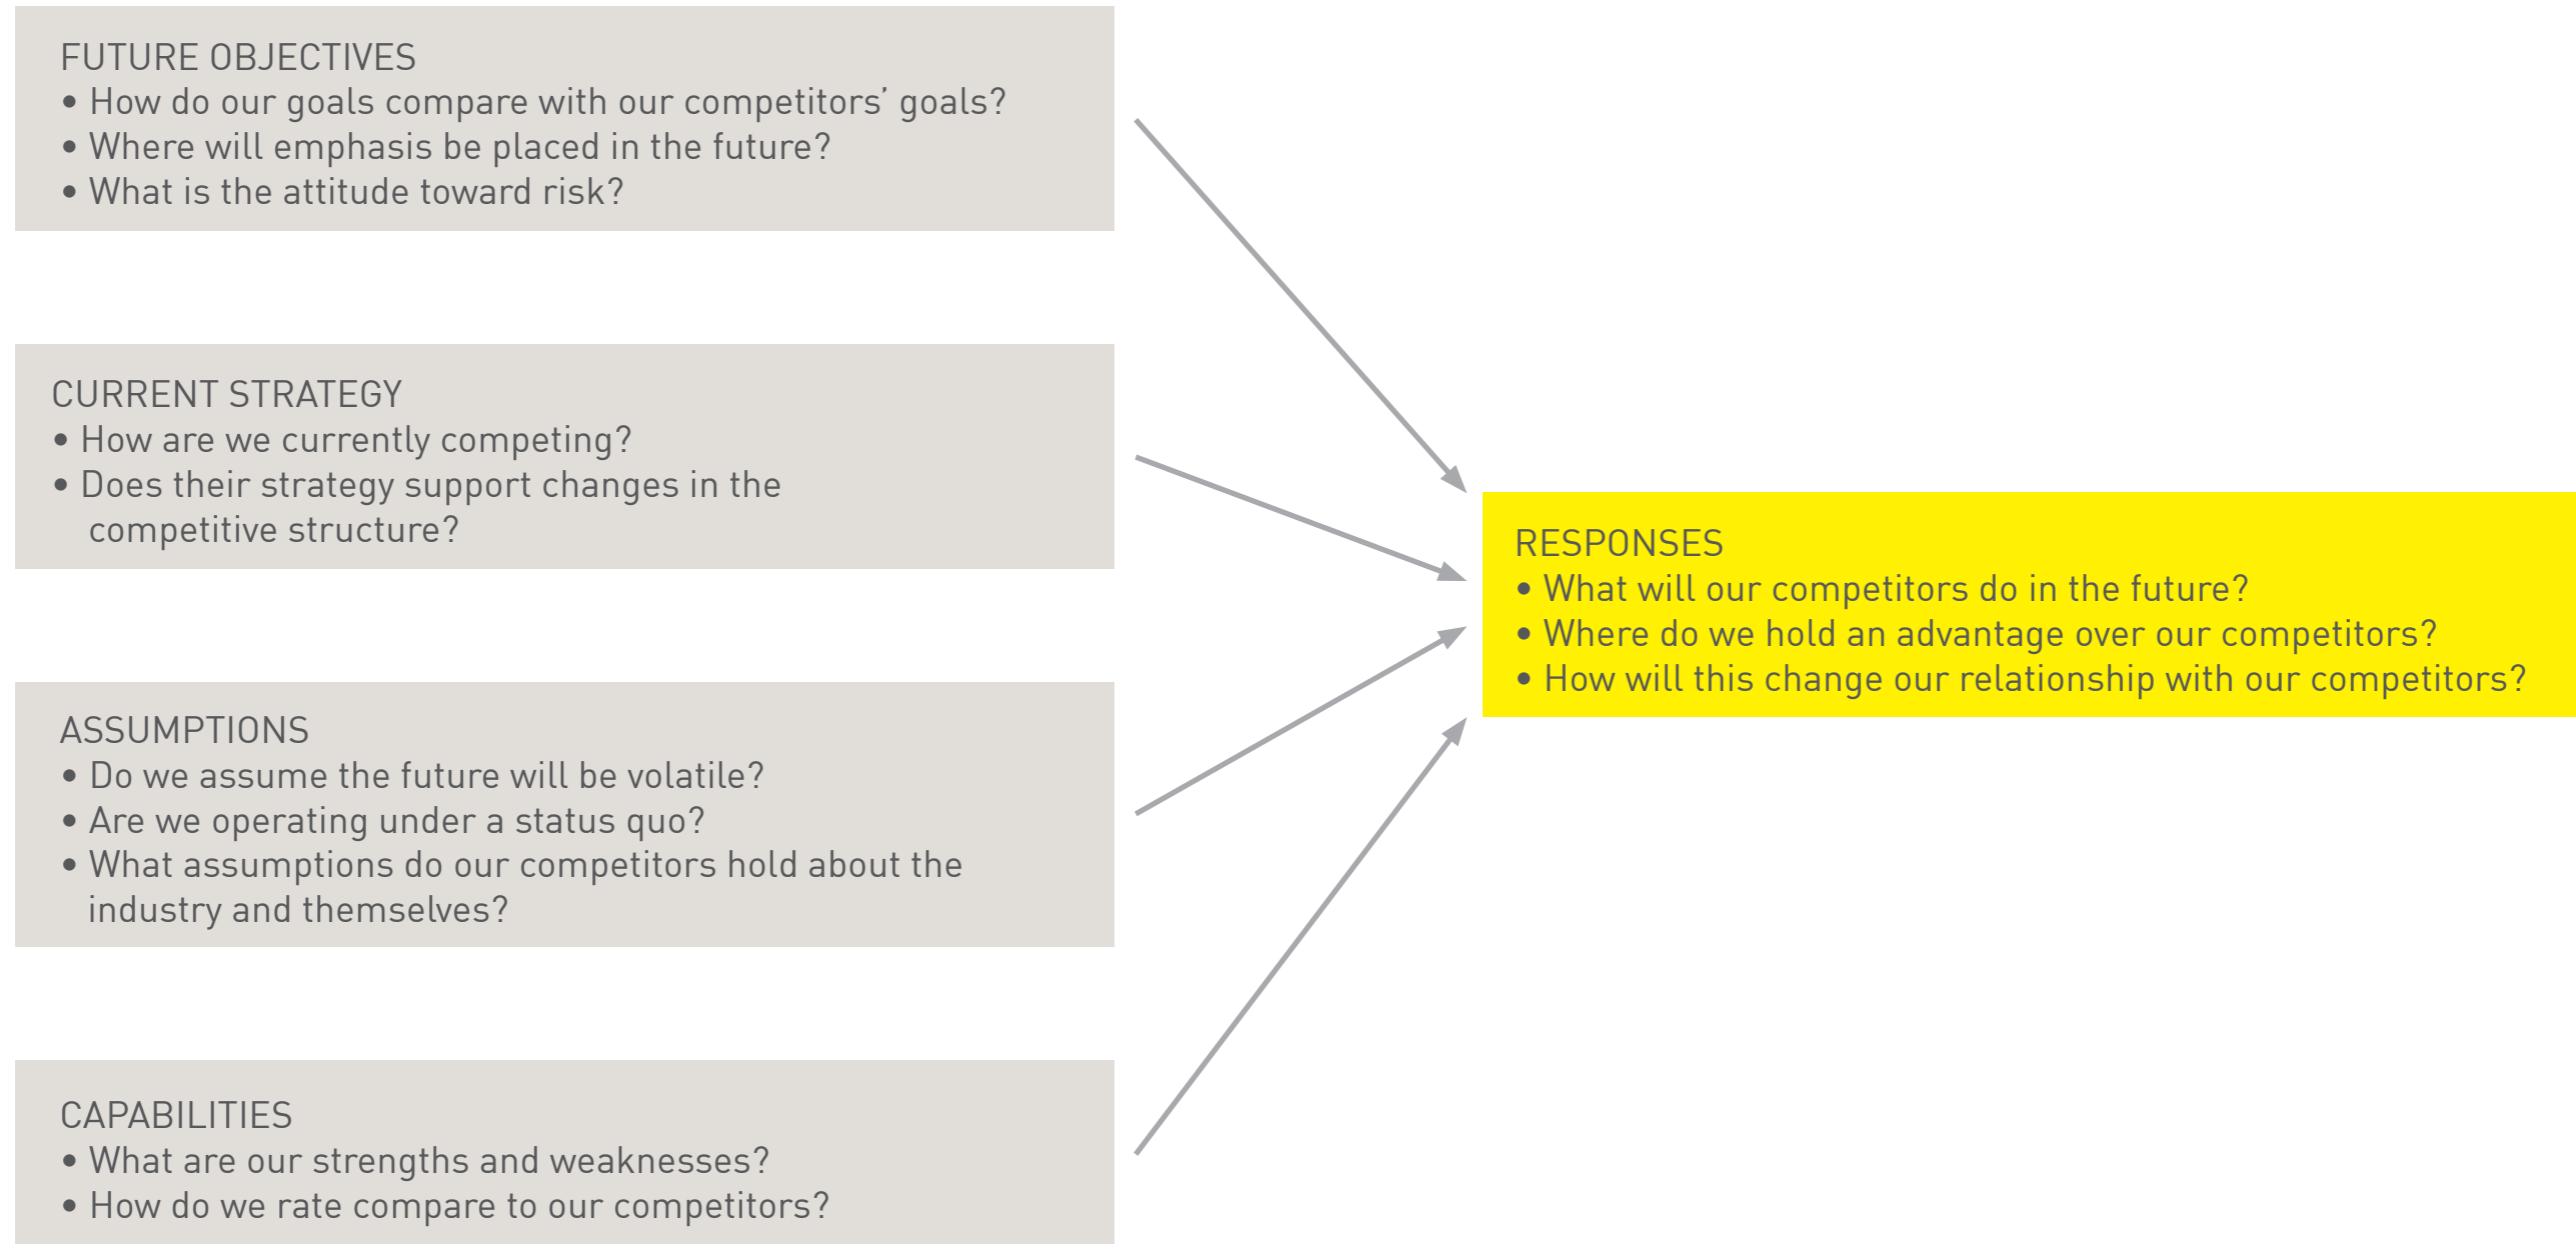 FUTURE OBJECTIVES
• How do our goals compare with our competitors’ goals?
• Where will emphasis be placed in the future?
• What is the attitude toward risk?
CURRENT STRATEGY
• How are we currently competing?
• Does their strategy support changes in the
competitive structure?
ASSUMPTIONS
• Do we assume the future will be volatile?
• Are we operating under a status quo?
• What assumptions do our competitors hold about the
industry and themselves?
CAPABILITIES
• What are our strengths and weaknesses?
• How do we rate compare to our competitors?
RESPONSES
• What will our competitors do in the future?
• Where do we hold an advantage over our competitors?
• How will this change our relationship with our competitors?